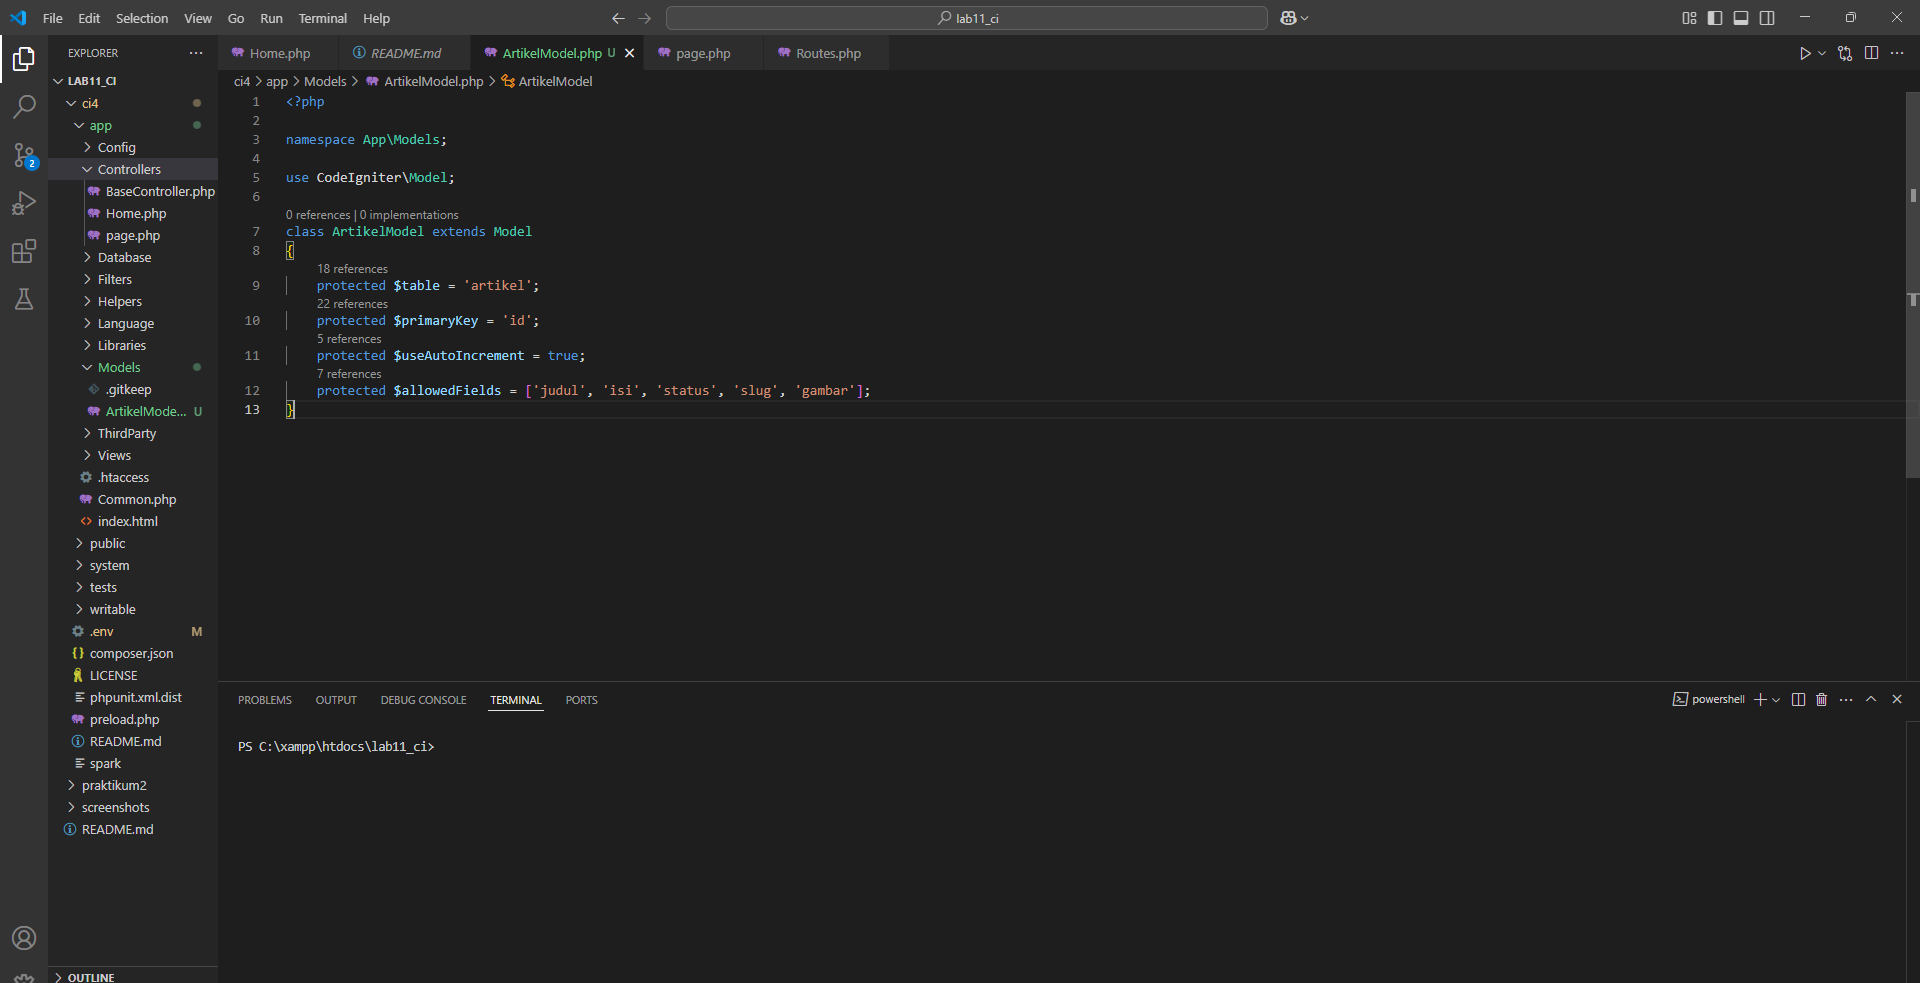 File Edit Selection View Go Run Terminal Help
lab11_ci
EXPLORER
LAB11_CI
ci4
app
Config
Controllers
BaseController.php
Home.php
page.php
Database
Filters
Helpers
Language
Libraries
Models
.gitkeep
ArtikelMode... U
ThirdParty
Views
.htaccess
Common.php
index.html
public
system
tests
writable
.env M
composer.json
LICENSE
phpunit.xml.dist
preload.php
README.md
spark
praktikum2
screenshots
README.md
OUTLINE
2
Home.php README.md ArtikelModel.php U page.php Routes.php
ci4 > app > Models > ArtikelModel.php > ArtikelModel
1 <?php
2
3 namespace App\Models;
4
5 use CodeIgniter\Model;
6
0 references | 0 implementations
7 class ArtikelModel extends Model
8 {
18 references
9 protected $table = 'artikel';
22 references
10 protected $primaryKey = 'id';
5 references
11 protected $useAutoIncrement = true;
7 references
12 protected $allowedFields = ['judul', 'isi', 'status', 'slug', 'gambar'];
13 }
PROBLEMS OUTPUT DEBUG CONSOLE TERMINAL PORTS
powershell
PS C:\xampp\htdocs\lab11_ci>